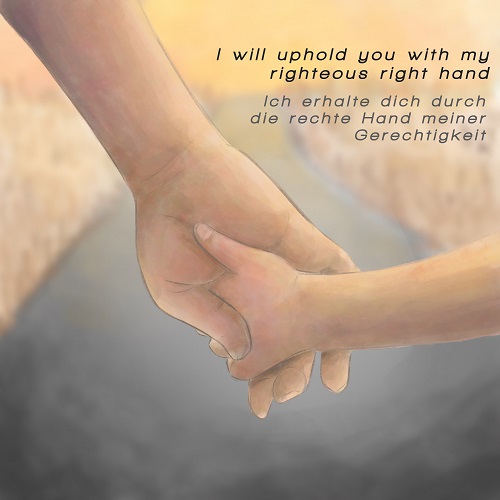 I will uphold you with my
righteous right hand
Ich erhalte dich durch
die rechte Hand meiner
Gerechtigkeit